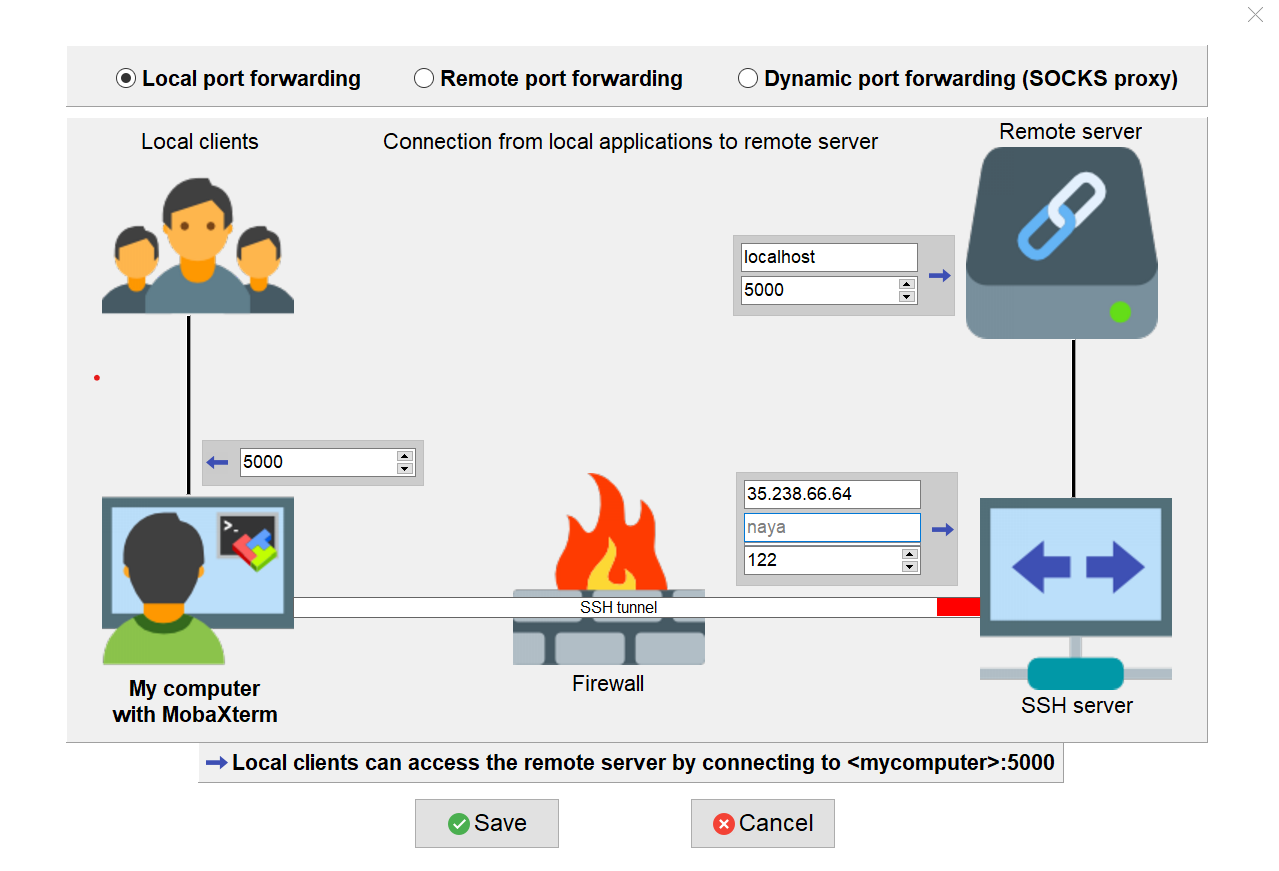 Local port forwarding
Remote port forwarding
Dynamic port forwarding (SOCKS proxy)
Local clients
Connection from local applications to remote server
Remote server
localhost
5000
5000
35.238.66.64
naya
122
>_
SSH tunnel
Firewall
My computer
with MobaXterm
SSH server
Local clients can access the remote server by connecting to <mycomputer>:5000
Save
Cancel